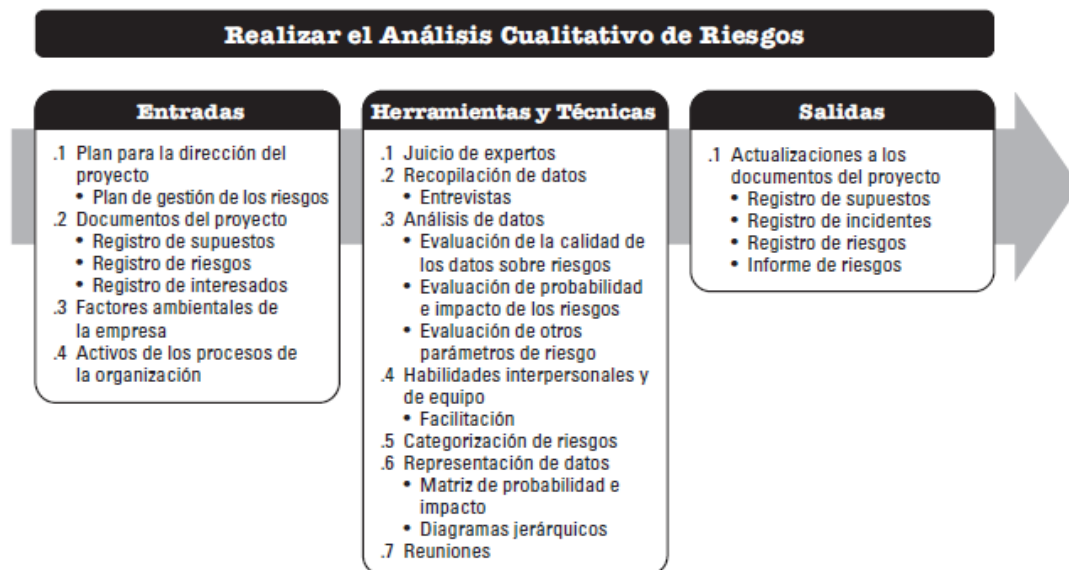 Realizar el Análisis Cualitativo de Riesgos
Entradas
.1 Plan para la dirección del
proyecto
• Plan de gestión de los riesgos
.2 Documentos del proyecto
• Registro de supuestos
• Registro de riesgos
• Registro de interesados
.3 Factores ambientales de
la empresa
.4 Activos de los procesos de
la organización
Herramientas y Técnicas
.1 Juicio de expertos
.2 Recopilación de datos
• Entrevistas
.3 Análisis de datos
• Evaluación de la calidad de
los datos sobre riesgos
• Evaluación de probabilidad
e impacto de los riesgos
• Evaluación de otros
parámetros de riesgo
.4 Habilidades interpersonales y
de equipo
• Facilitación
.5 Categorización de riesgos
.6 Representación de datos
• Matriz de probabilidad e
impacto
• Diagramas jerárquicos
.7 Reuniones
Salidas
.1 Actualizaciones a los
documentos del proyecto
• Registro de supuestos
• Registro de incidentes
• Registro de riesgos
• Informe de riesgos